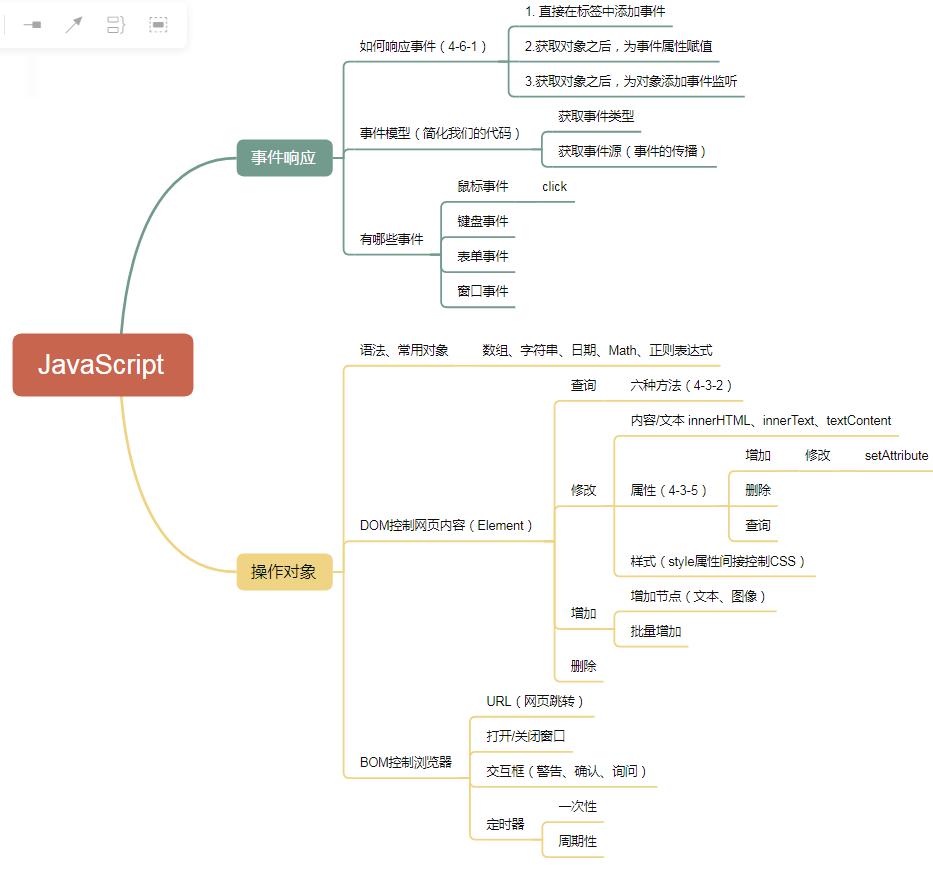 JavaScript
事件响应
如何响应事件（4-6-1）
1. 直接在标签中添加事件
2.获取对象之后，为事件属性赋值
3.获取对象之后，为对象添加事件监听
事件模型（简化我们的代码）
获取事件类型
获取事件源（事件的传播）
有哪些事件
鼠标事件 click
键盘事件
表单事件
窗口事件
操作对象
语法、常用对象 数组、字符串、日期、Math、正则表达式
DOM控制网页内容（Element）
查询 六种方法（4-3-2）
修改
内容/文本 innerHTML、innerText、textContent
属性（4-3-5）
增加 修改 setAttribute
删除
查询
样式（style属性间接控制CSS）
增加
增加节点（文本、图像）
批量增加
删除
BOM控制浏览器
URL（网页跳转）
打开/关闭窗口
交互框（警告、确认、询问）
定时器
一次性
周期性